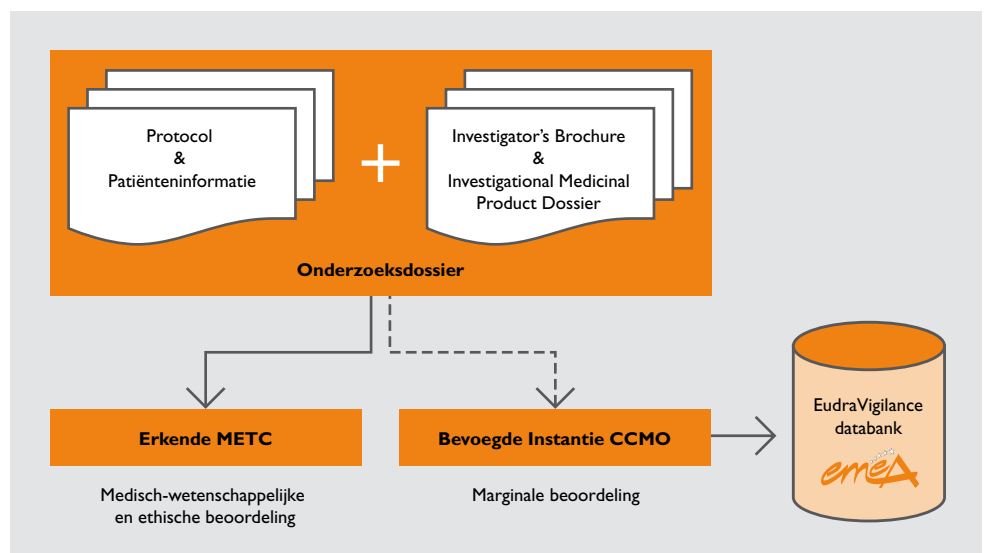 Protocol
&
Patiënteninformatie
Investigator's Brochure
&
Investigational Medicinal
Product Dossier
Onderzoeksdossier
Erkende METC
Medisch-wetenschappelijke
en ethische beoordeling
Bevoegde Instantie CCMO
Marginale beoordeling
EudraVigilance
databank
emeA